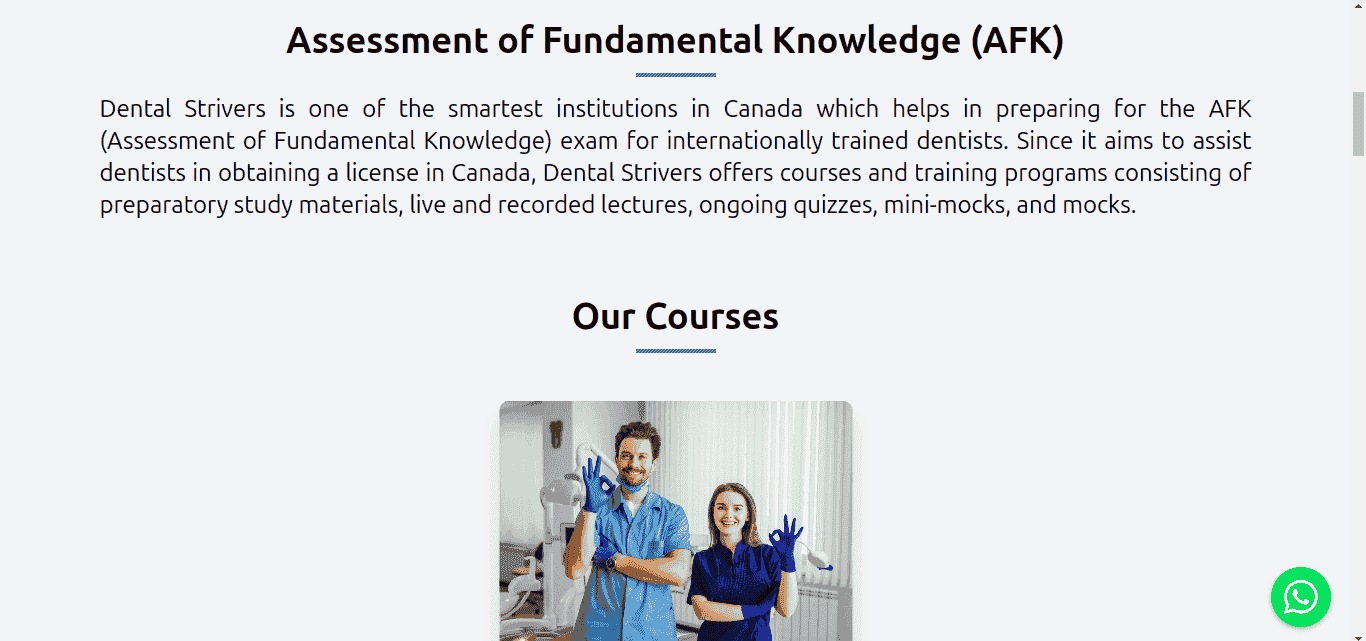 Assessment of Fundamental Knowledge (AFK)
Dental Strivers is one of the smartest institutions in Canada which helps in preparing for the AFK
(Assessment of Fundamental Knowledge) exam for internationally trained dentists. Since it aims to assist
dentists in obtaining a license in Canada, Dental Strivers offers courses and training programs consisting of
preparatory study materials, live and recorded lectures, ongoing quizzes, mini-mocks, and mocks.
Our Courses